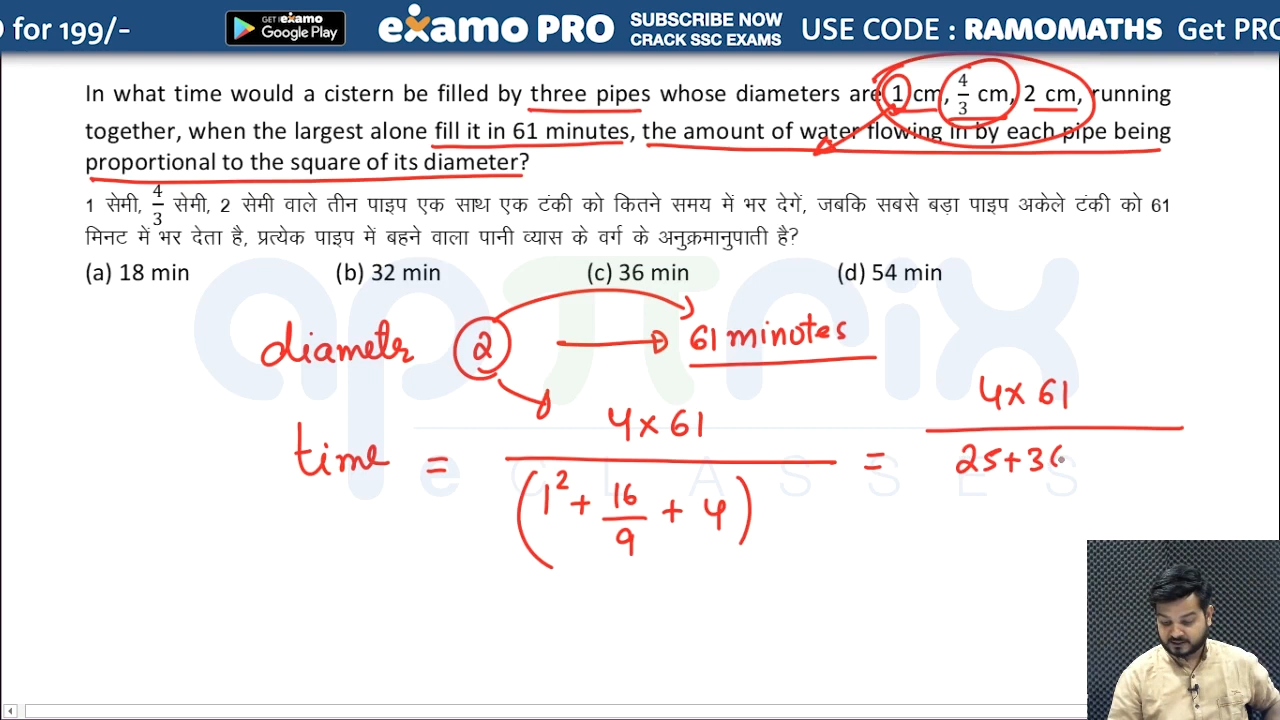 for 199/-
GET examo ON
Google Play
examo PRO
SUBSCRIBE NOW
CRACK SSC EXAMS
USE CODE : RAMOMATHS Get PRO
In what time would a cistern be filled by three pipes whose diameters are 1 cm, 4/3 cm, 2 cm, running
together, when the largest alone fill it in 61 minutes, the amount of water flowing in by each pipe being
proportional to the square of its diameter?
1 सेमी, 4/3 सेमी, 2 सेमी वाले तीन पाइप एक साथ एक टंकी को कितने समय में भर देगें, जबकि सबसे बड़ा पाइप अकेले टंकी को 61
मिनट में भर देता है, प्रत्येक पाइप में बहने वाला पानी व्यास के वर्ग के अनुक्रमानुपाती है?
(a) 18 min (b) 32 min (c) 36 min (d) 54 min
diameter 2 → 61 minutes
time = 4 × 61 / (1² + 16/9 + 4) = 4 × 61 / 25+36
eCLASSES